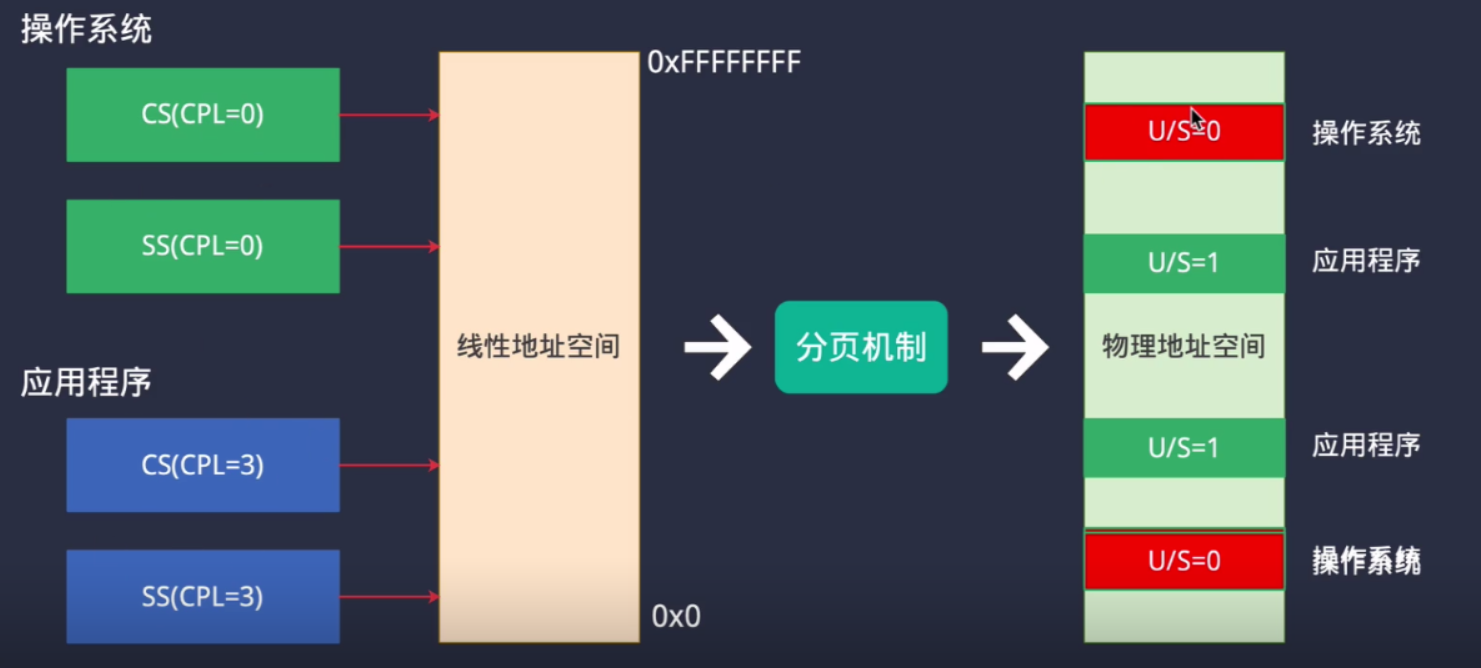 操作系统
CS(CPL=0)
SS(CPL=0)
应用程序
CS(CPL=3)
SS(CPL=3)
0xFFFFFFFF
线性地址空间
0x0
分页机制
U/S=0
操作系统
U/S=1
应用程序
物理地址空间
U/S=1
应用程序
U/S=0
操作系统